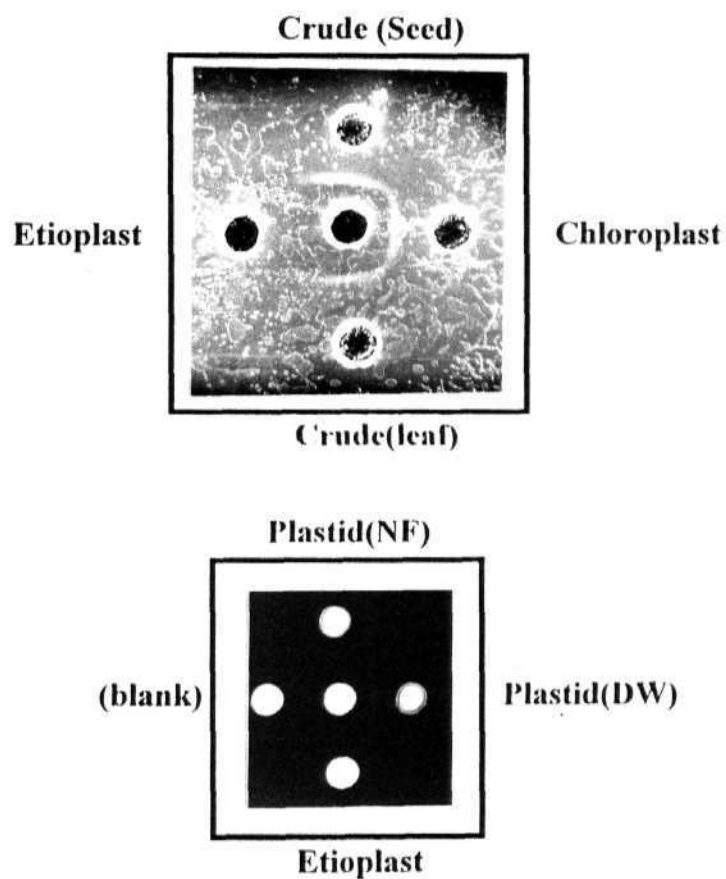 Crude (Seed)
Etioplast
Chloroplast
Crude(leaf)
Plastid(NF)
(blank)
Plastid(DW)
Etioplast